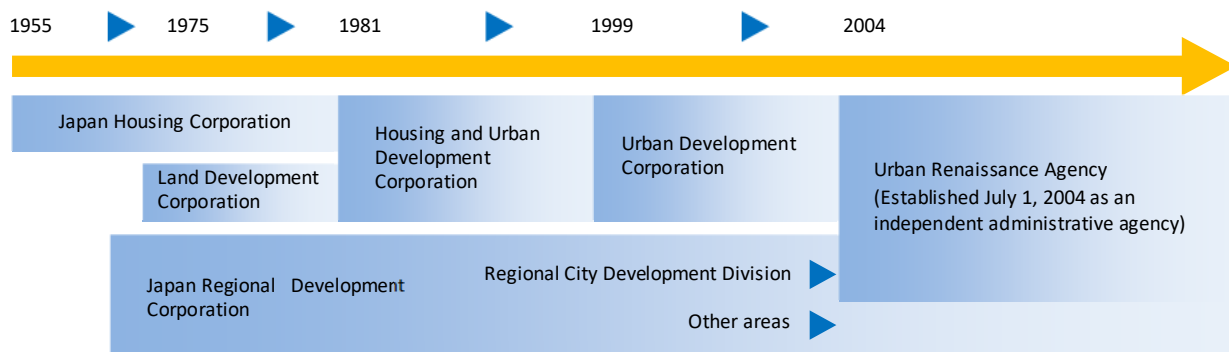 1955 1975 1981 1999 2004
Japan Housing Corporation
Land Development
Corporation
Housing and Urban
Development
Corporation
Urban Development
Corporation
Urban Renaissance Agency
(Established July 1, 2004 as an
independent administrative agency)
Japan Regional Development
Corporation
Regional City Development Division
Other areas